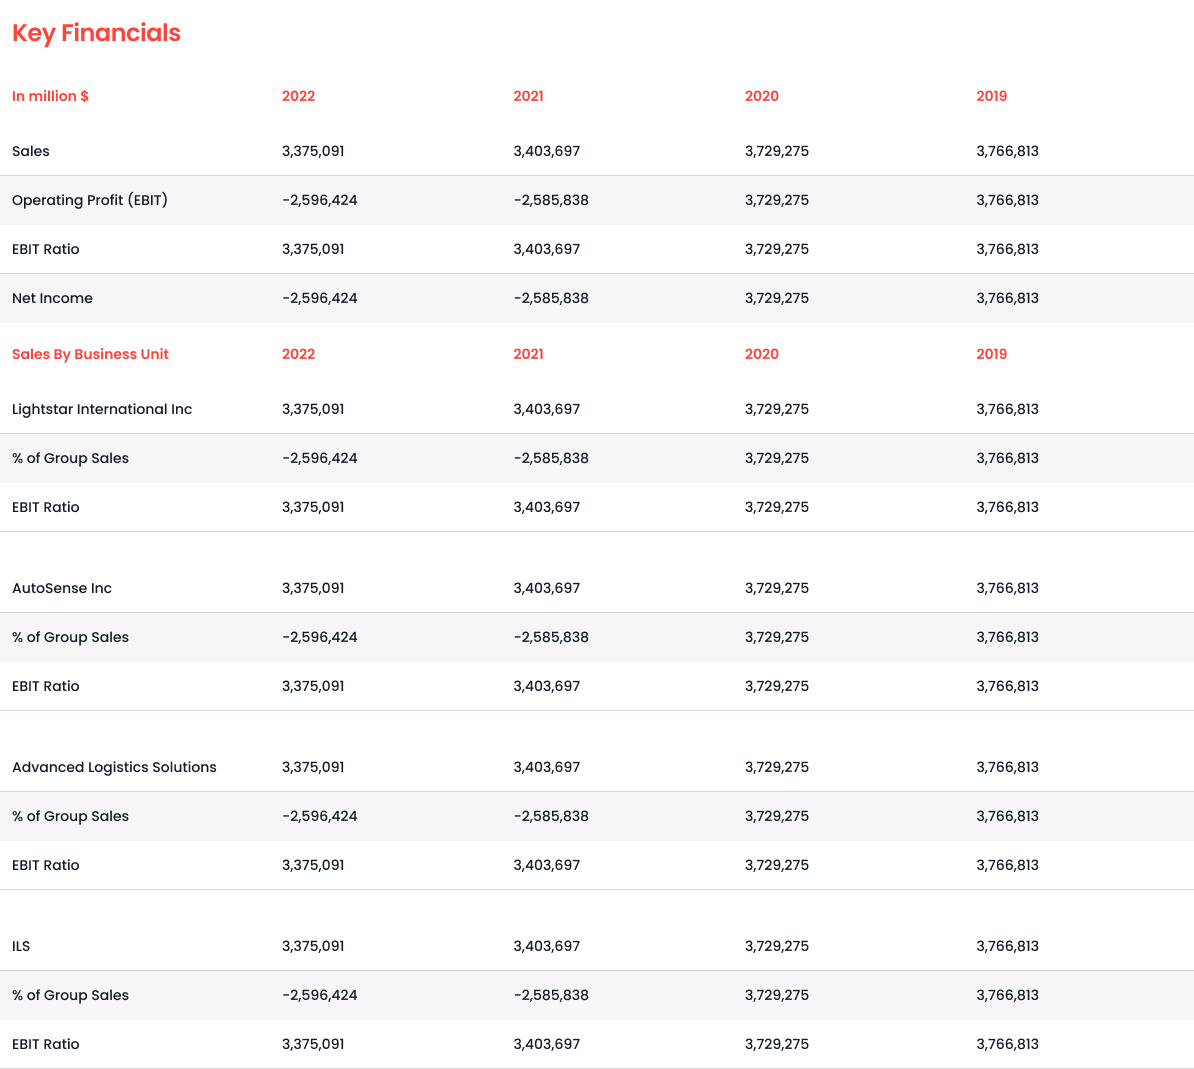 Key Financials
In million $ 2022 2021 2020 2019
Sales 3,375,091 3,403,697 3,729,275 3,766,813
Operating Profit (EBIT) -2,596,424 -2,585,838 3,729,275 3,766,813
EBIT Ratio 3,375,091 3,403,697 3,729,275 3,766,813
Net Income -2,596,424 -2,585,838 3,729,275 3,766,813
Sales By Business Unit 2022 2021 2020 2019
Lightstar International Inc 3,375,091 3,403,697 3,729,275 3,766,813
% of Group Sales -2,596,424 -2,585,838 3,729,275 3,766,813
EBIT Ratio 3,375,091 3,403,697 3,729,275 3,766,813
AutoSense Inc 3,375,091 3,403,697 3,729,275 3,766,813
% of Group Sales -2,596,424 -2,585,838 3,729,275 3,766,813
EBIT Ratio 3,375,091 3,403,697 3,729,275 3,766,813
Advanced Logistics Solutions 3,375,091 3,403,697 3,729,275 3,766,813
% of Group Sales -2,596,424 -2,585,838 3,729,275 3,766,813
EBIT Ratio 3,375,091 3,403,697 3,729,275 3,766,813
ILS 3,375,091 3,403,697 3,729,275 3,766,813
% of Group Sales -2,596,424 -2,585,838 3,729,275 3,766,813
EBIT Ratio 3,375,091 3,403,697 3,729,275 3,766,813